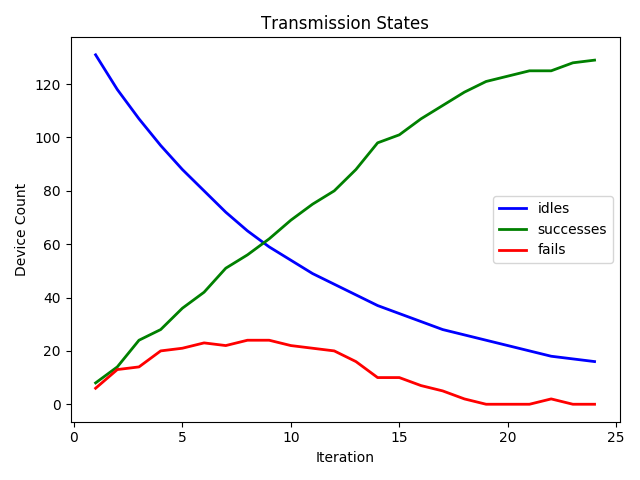 Transmission States
Device Count
120
100
80
60
40
20
0
idles
successes
fails
0 5 10 15 20 25
Iteration